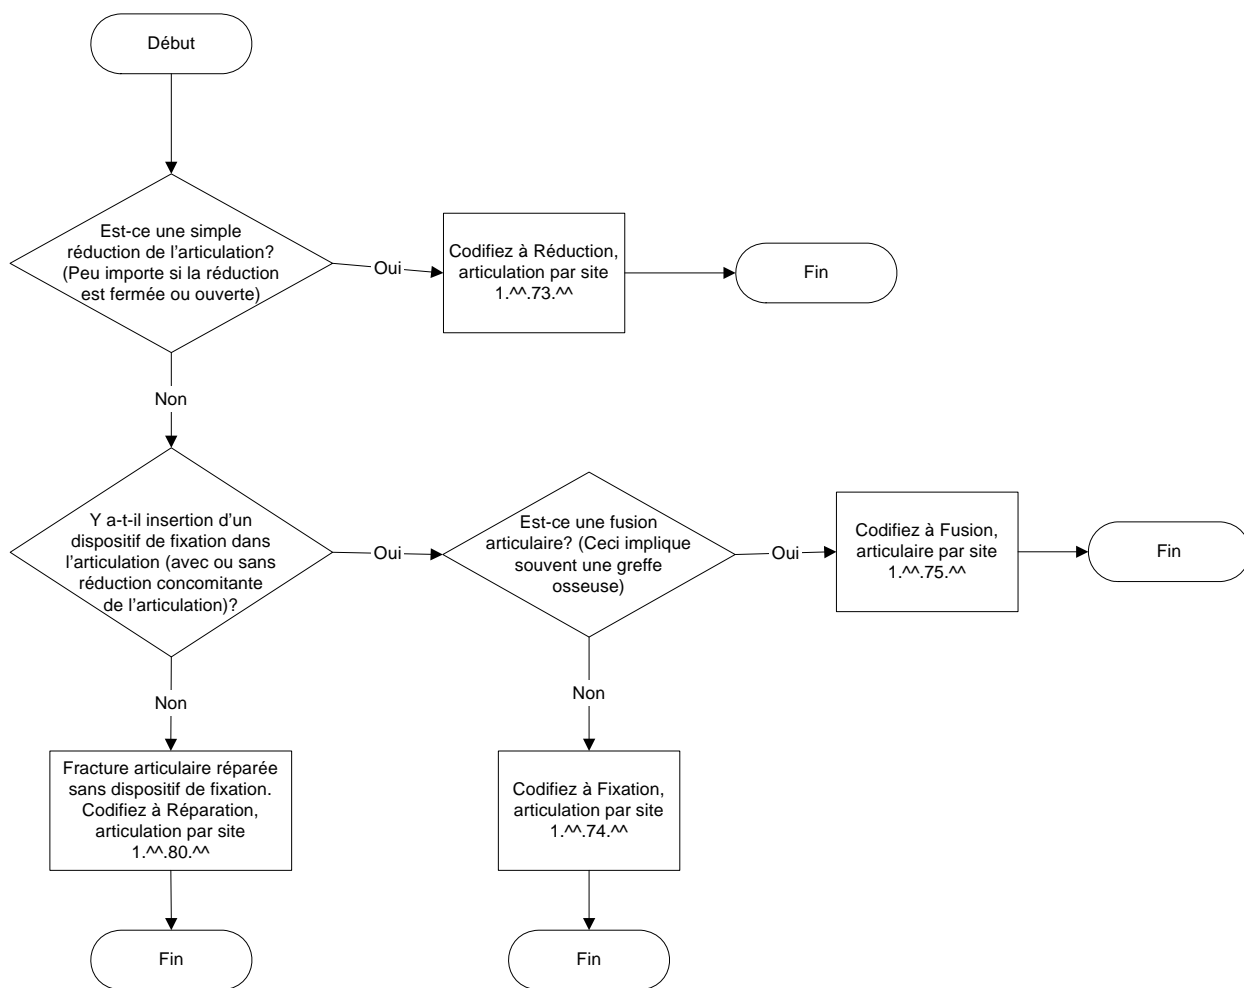 Début
Est-ce une simple
réduction de l'articulation?
(Peu importe si la réduction
est fermée ou ouverte)
Oui
Codifiez à Réduction,
articulation par site
1.^^.73.^^
Fin
Non
Y a-t-il insertion d'un
dispositif de fixation dans
l'articulation (avec ou sans
réduction concomitante
de l'articulation)?
Oui
Est-ce une fusion
articulaire? (Ceci implique
souvent une greffe
osseuse)
Oui
Codifiez à Fusion,
articulaire par site
1.^^.75.^^
Fin
Non
Non
Fracture articulaire réparée
sans dispositif de fixation.
Codifiez à Réparation,
articulation par site
1.^^.80.^^
Codifiez à Fixation,
articulation par site
1.^^.74.^^
Fin
Fin